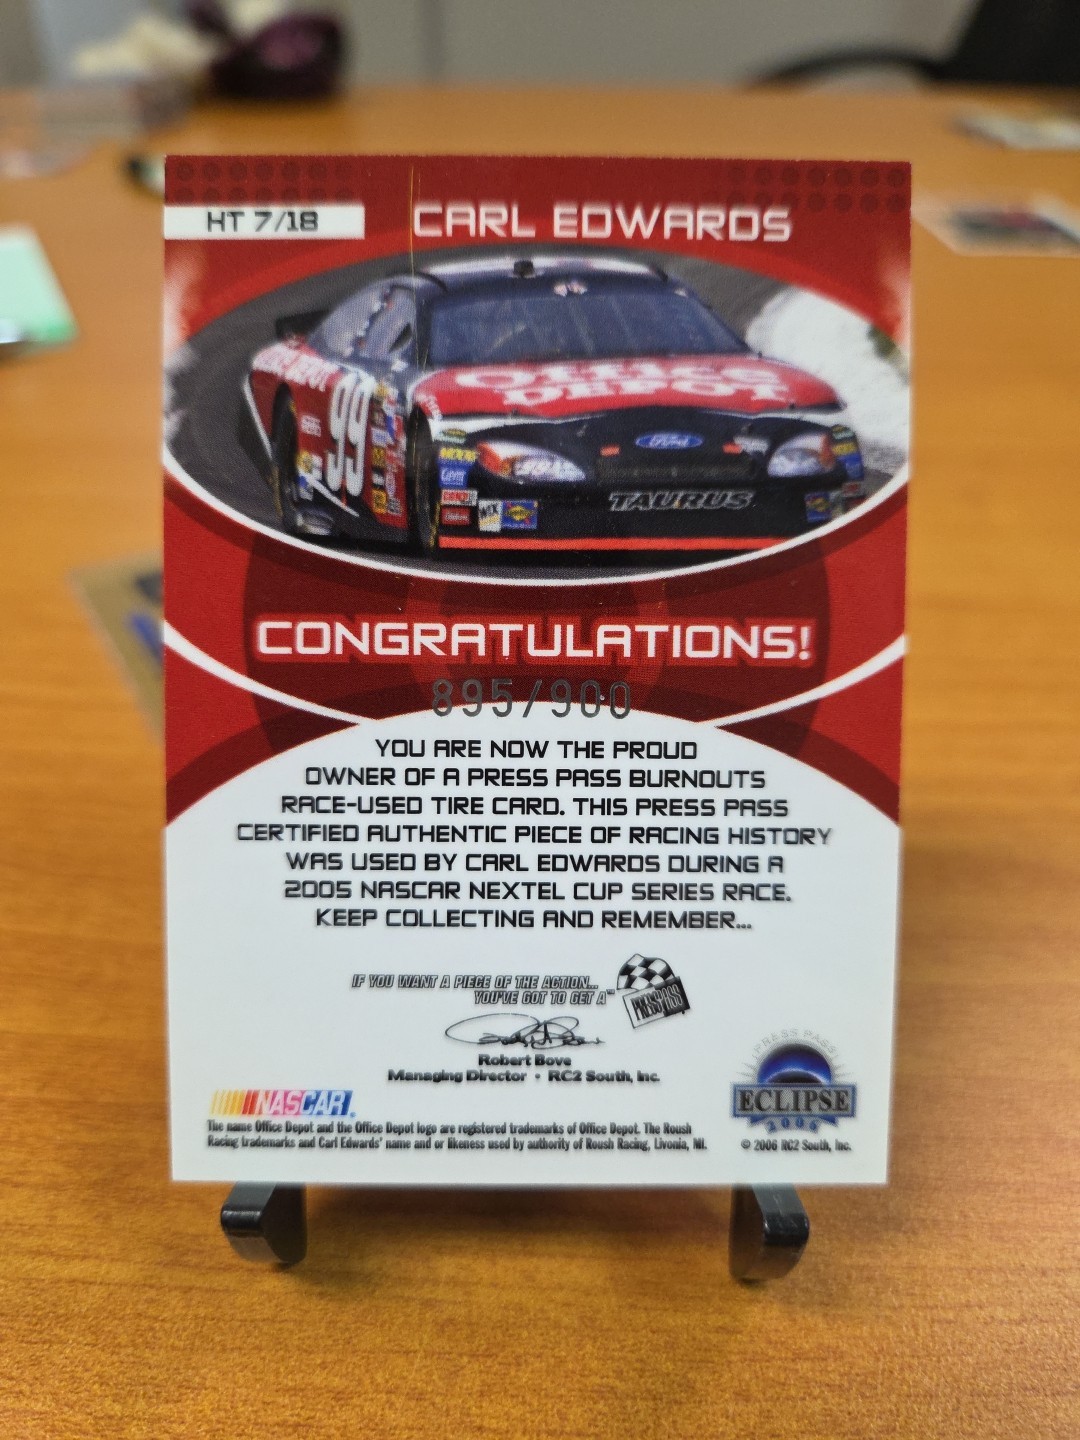 HT 7/18
CARL EDWARDS
OFFICE DEPOT
99
Office
DEPOT
Ford
TAURUS
CONGRATULATIONS!
895/900
YOU ARE NOW THE PROUD
OWNER OF A PRESS PASS BURNOUTS
RACE-USED TIRE CARD. THIS PRESS PASS
CERTIFIED AUTHENTIC PIECE OF RACING HISTORY
WAS USED BY CARL EDWARDS DURING A
2005 NASCAR NEXTEL CUP SERIES RACE.
KEEP COLLECTING AND REMEMBER...
IF YOU WANT A PIECE OF THE ACTION...
YOU'VE GOT TO GET A™
PRESS PASS
Robert Bove
Managing Director • RC2 South, Inc.
PRESS PASS
ECLIPSE
2006
NASCAR®
The name Office Depot and the Office Depot logo are registered trademarks of Office Depot. The Roush
Racing trademarks and Carl Edwards' name and or likeness used by authority of Roush Racing, Livonia, MI.
© 2006 RC2 South, Inc.